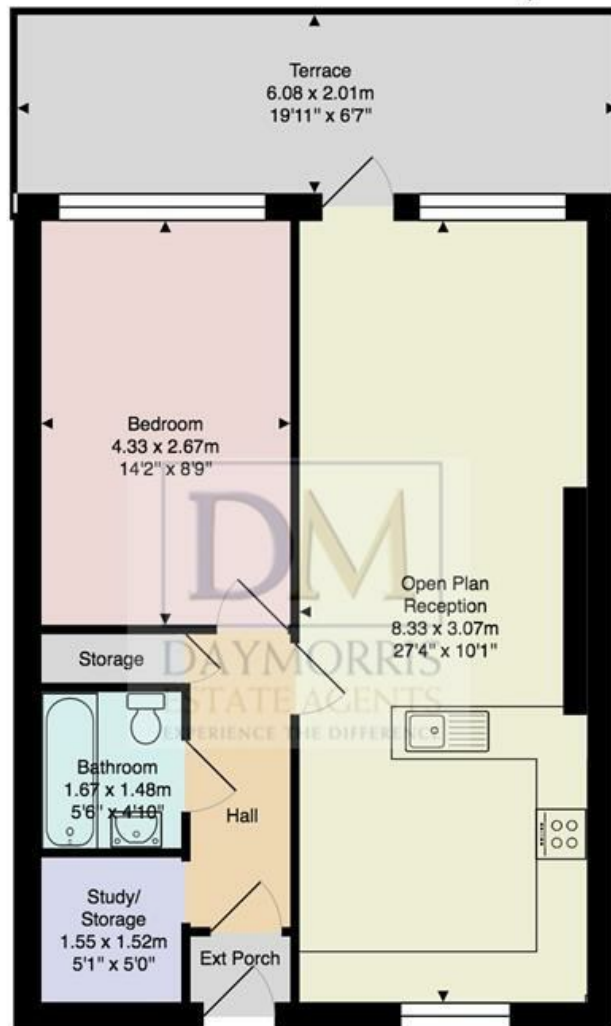 Terrace
6.08 x 2.01m
19'11" x 6'7"
Bedroom
4.33 x 2.67m
14'2" x 8'9"
DM
DAYMORRIS
ESTATE AGENTS
EXPERIENCE THE DIFFERENCE
Open Plan
Reception
8.33 x 3.07m
27'4" x 10'1"
Storage
Bathroom
1.67 x 1.48m
5'6" x 4'10"
Hall
Study/
Storage
1.55 x 1.52m
5'1" x 5'0"
Ext Porch